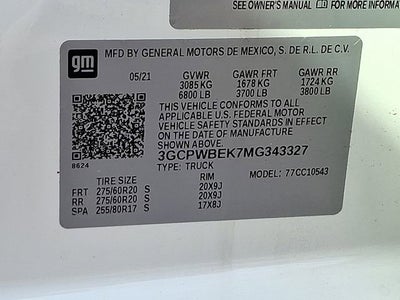 SEE OWNER'S MANUAL FOR MORE
gm
MFD BY GENERAL MOTORS DE MEXICO, S. DE R.L. DE C.V.
05/21 GVWR GAWR FRT GAWR RR
3085 KG 1678 KG 1724 KG
6800 LB 3700 LB 3800 LB
THIS VEHICLE CONFORMS TO ALL
APPLICABLE U.S. FEDERAL MOTOR
VEHICLE SAFETY STANDARDS IN EFFECT
ON THE DATE OF MANUFACTURE SHOWN ABOVE.
8624
3GCPWBEK7MG343327
TYPE: TRUCK
MODEL: 77CC10543
TIRE SIZE RIM
FRT 275/60R20 S 20X9J
RR 275/60R20 S 20X9J
SPA 255/80R17 S 17X8J